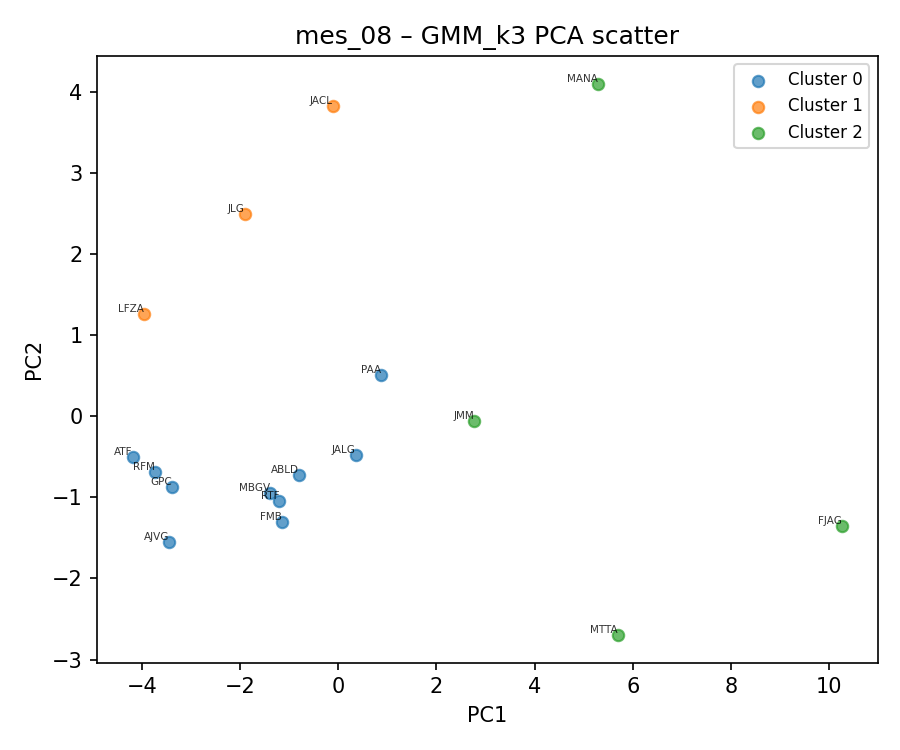 mes_08 – GMM_k3 PCA scatter
Cluster 0
Cluster 1
Cluster 2
MANA
JACL
JLG
LFZA
PAA
JMM
JALG
ATF
RFM
ABLD
GPC
MBGV
RTF
FMB
AJVG
FJAG
MTTA
PC2
4
3
2
1
0
−1
−2
−3
−4 −2 0 2 4 6 8 10
PC1